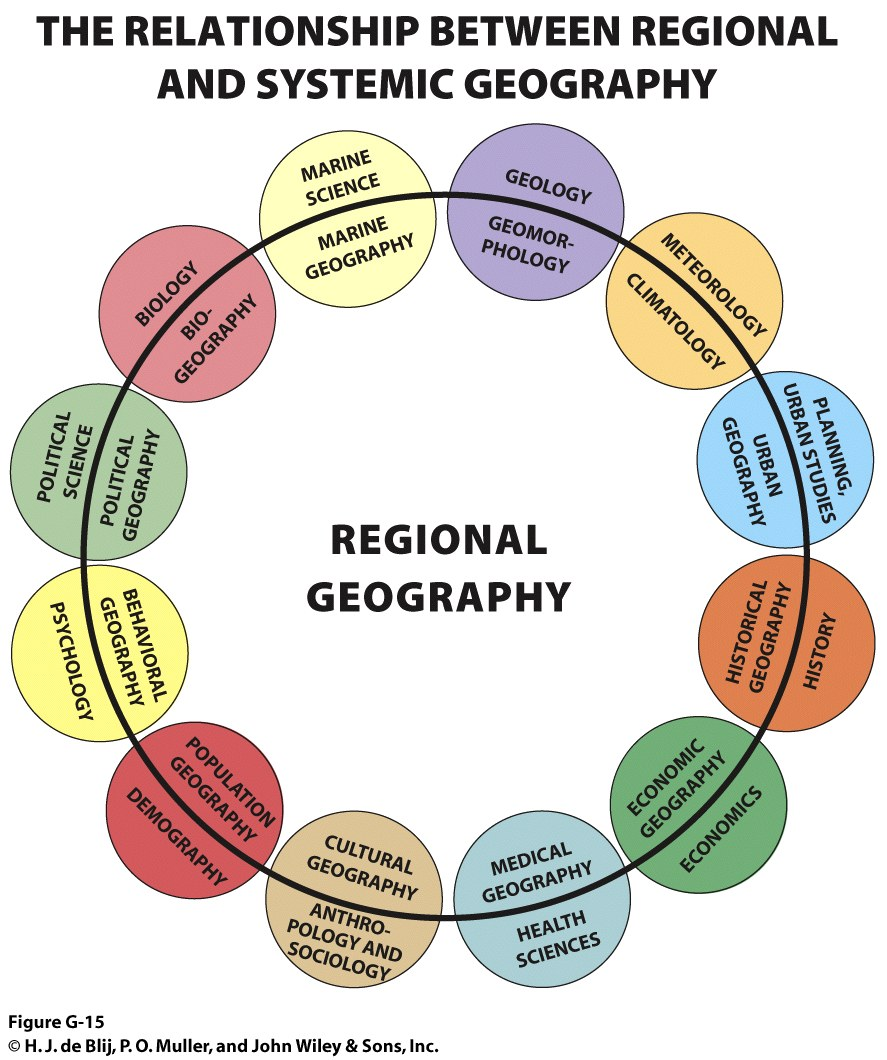 THE RELATIONSHIP BETWEEN REGIONAL
AND SYSTEMIC GEOGRAPHY
MARINE
SCIENCE
MARINE
GEOGRAPHY
GEOLOGY
GEOMOR-
PHOLOGY
METEOROLOGY
CLIMATOLOGY
PLANNING,
URBAN STUDIES
URBAN
GEOGRAPHY
HISTORICAL
GEOGRAPHY
HISTORY
ECONOMIC
GEOGRAPHY
ECONOMICS
MEDICAL
GEOGRAPHY
HEALTH
SCIENCES
CULTURAL
GEOGRAPHY
ANTHRO-
POLOGY AND
SOCIOLOGY
POPULATION
GEOGRAPHY
DEMOGRAPHY
BEHAVIORAL
GEOGRAPHY
PSYCHOLOGY
POLITICAL
SCIENCE
POLITICAL
GEOGRAPHY
BIOLOGY
BIO-
GEOGRAPHY
REGIONAL
GEOGRAPHY
Figure G-15
© H. J. de Blij, P. O. Muller, and John Wiley & Sons, Inc.